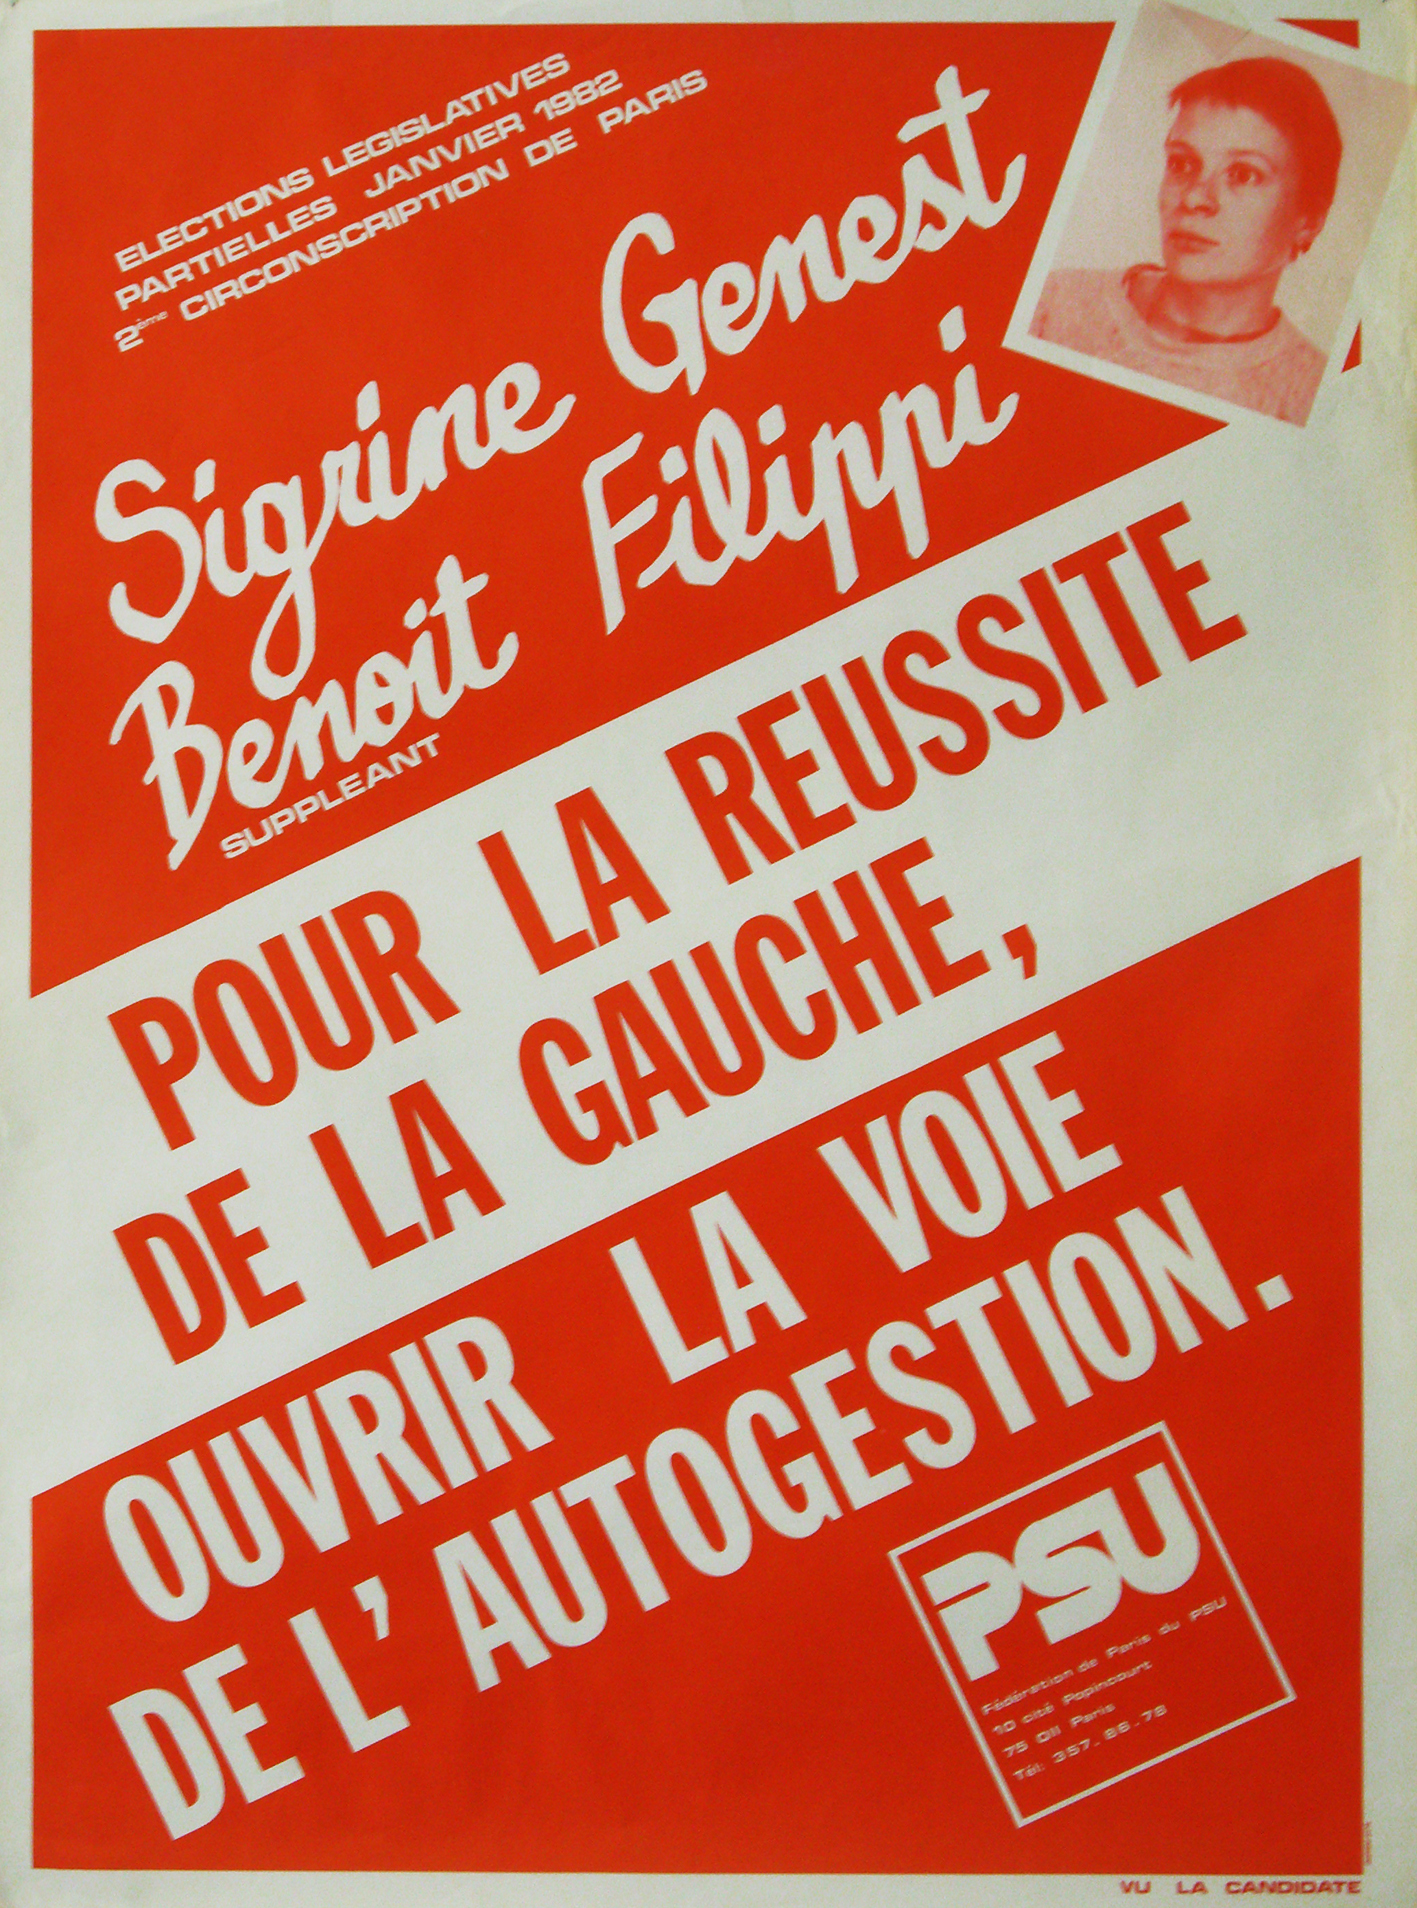 ELECTIONS LEGISLATIVES
PARTIELLES JANVIER 1982
2ème CIRCONSCRIPTION DE PARIS
Sigrine Genest
Benoit Filippi
SUPPLEANT
POUR LA REUSSITE
DE LA GAUCHE,
OUVRIR LA VOIE
DE L'AUTOGESTION.
PSU
Fédération de Paris du PSU
10 cité Popincourt
75 011 Paris
Tél: 357.66.78
VU LA CANDIDATE